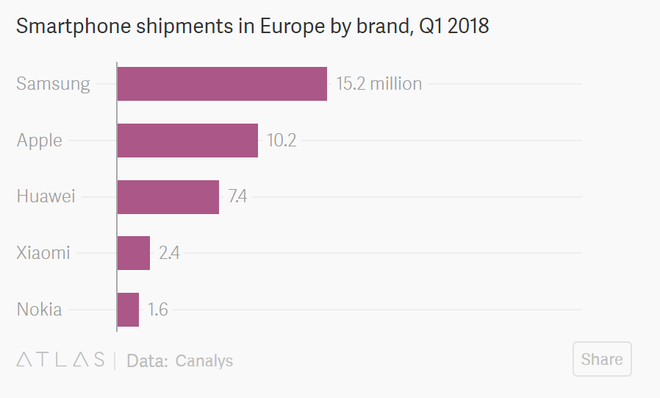 Smartphone shipments in Europe by brand, Q1 2018
Samsung 15.2 million
Apple 10.2
Huawei 7.4
Xiaomi 2.4
Nokia 1.6
ATLAS Data: Canalys Share